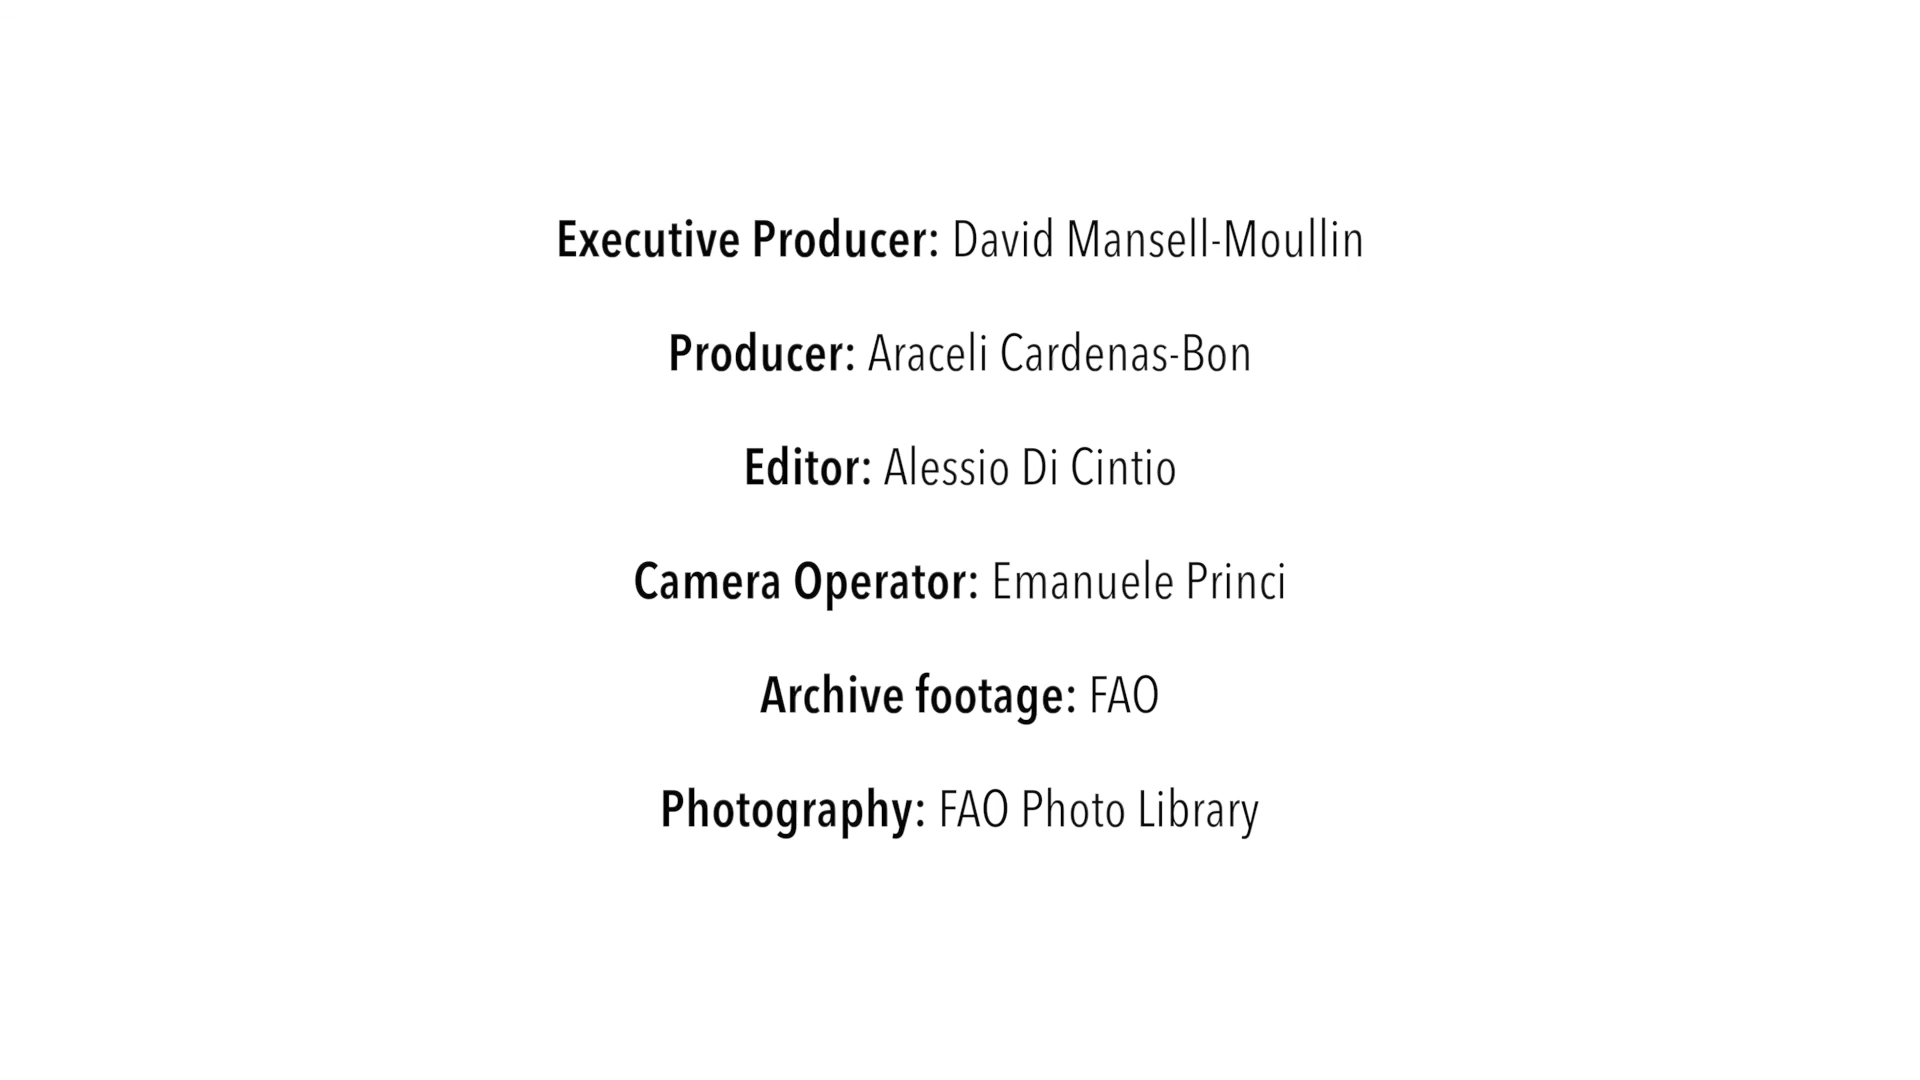 Executive Producer: David Mansell-Moullin
Producer: Araceli Cardenas-Bon
Editor: Alessio Di Cintio
Camera Operator: Emanuele Princi
Archive footage: FAO
Photography: FAO Photo Library